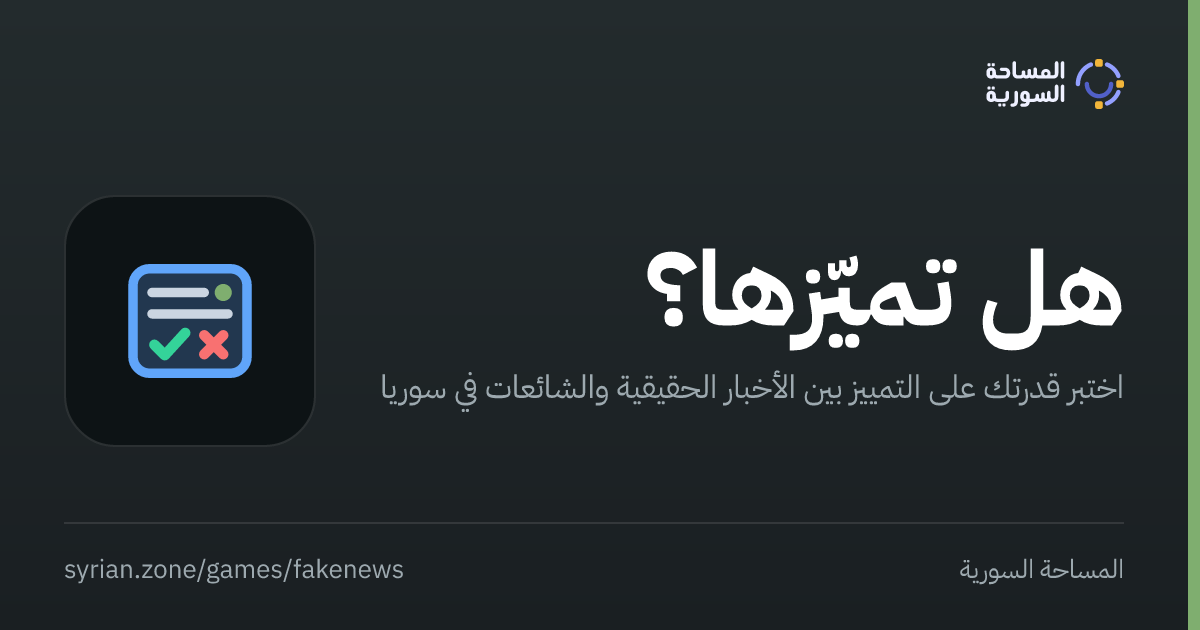 المساحة
السورية
هل تميّزها؟
اختبر قدرتك على التمييز بين الأخبار الحقيقية والشائعات في سوريا
المساحة السورية
syrian.zone/games/fakenews